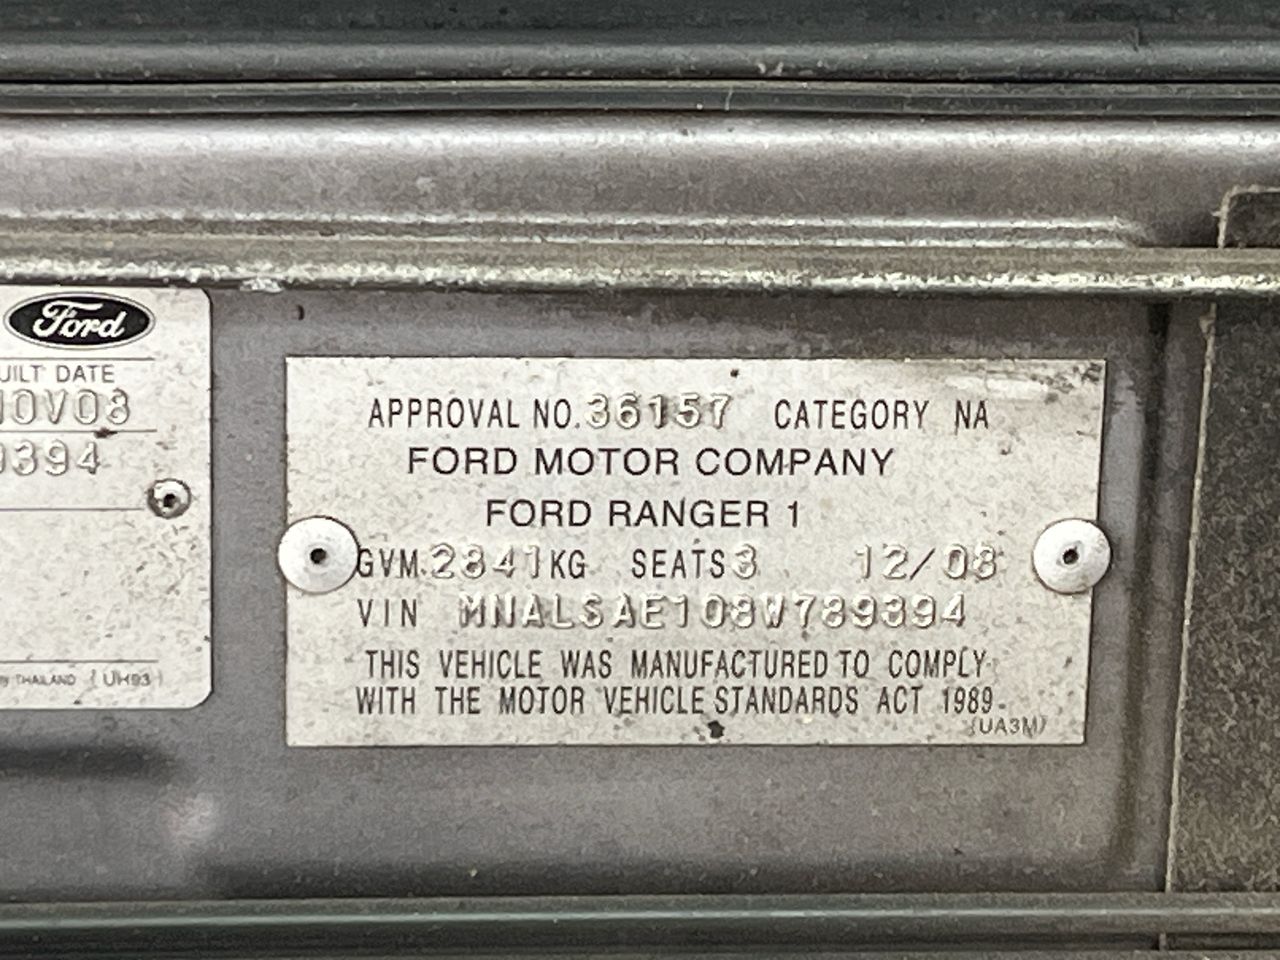 Ford
UILT DATE
NOV08
9394
THAILAND (UH93)
APPROVAL NO. 36157 CATEGORY NA
FORD MOTOR COMPANY
FORD RANGER 1
GVM 2841KG SEATS 3 12/08
VIN MNALSAE108W789394
THIS VEHICLE WAS MANUFACTURED TO COMPLY
WITH THE MOTOR VEHICLE STANDARDS ACT 1989.
(UA3M)